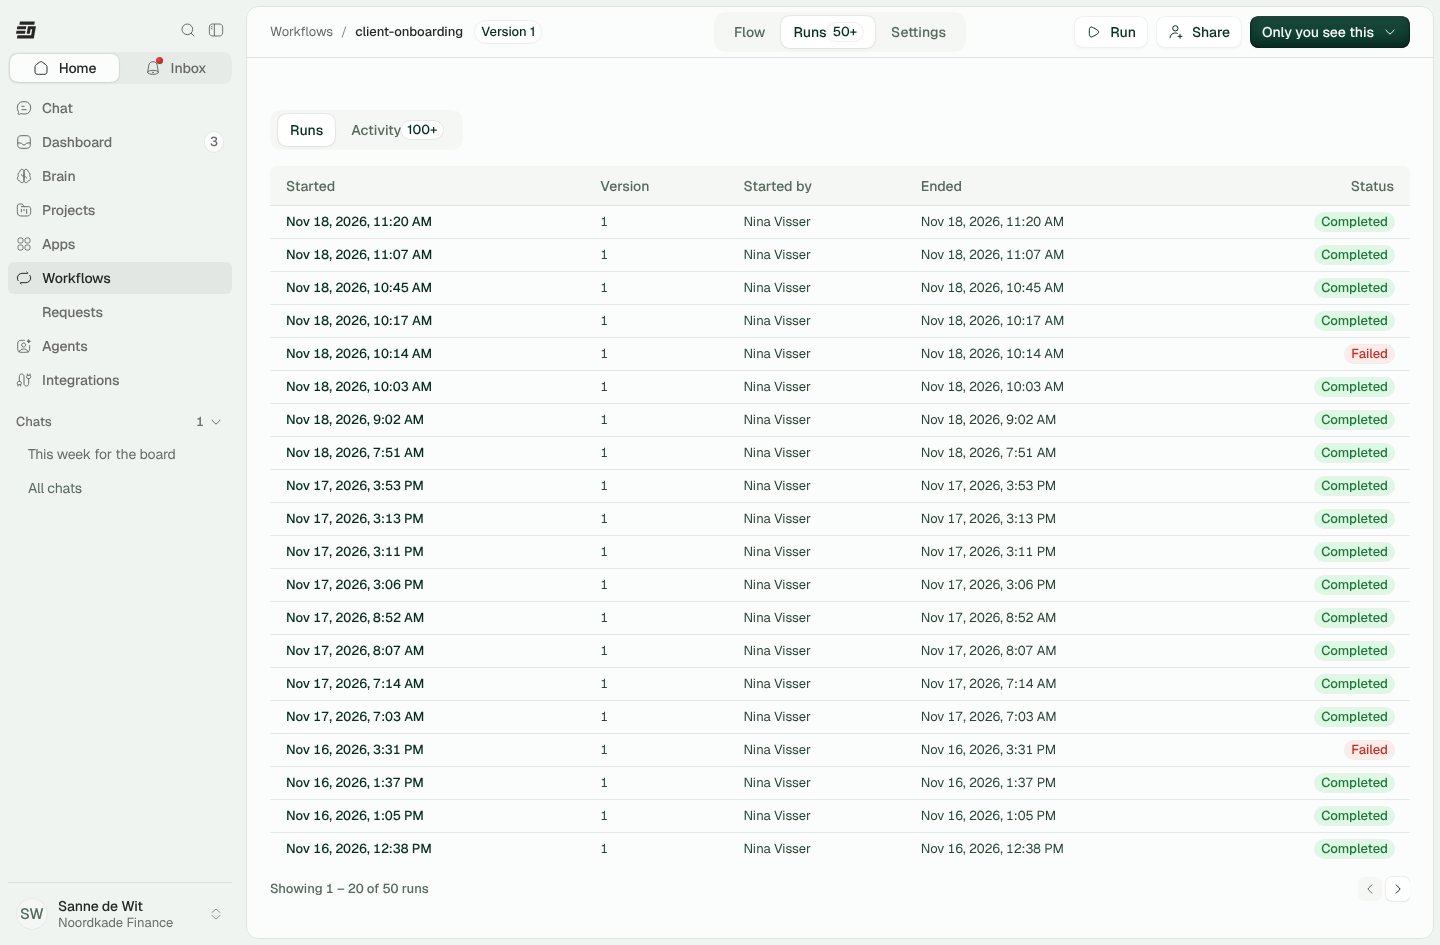 Home
Inbox
Chat
Dashboard 3
Brain
Projects
Apps
Workflows
Requests
Agents
Integrations
Chats 1
This week for the board
All chats
SW
Sanne de Wit
Noordkade Finance
Workflows / client-onboarding Version 1
Flow Runs 50+ Settings
Run Share Only you see this
Runs Activity 100+
Started Version Started by Ended Status
Nov 18, 2026, 11:20 AM 1 Nina Visser Nov 18, 2026, 11:20 AM Completed
Nov 18, 2026, 11:07 AM 1 Nina Visser Nov 18, 2026, 11:07 AM Completed
Nov 18, 2026, 10:45 AM 1 Nina Visser Nov 18, 2026, 10:45 AM Completed
Nov 18, 2026, 10:17 AM 1 Nina Visser Nov 18, 2026, 10:17 AM Completed
Nov 18, 2026, 10:14 AM 1 Nina Visser Nov 18, 2026, 10:14 AM Failed
Nov 18, 2026, 10:03 AM 1 Nina Visser Nov 18, 2026, 10:03 AM Completed
Nov 18, 2026, 9:02 AM 1 Nina Visser Nov 18, 2026, 9:02 AM Completed
Nov 18, 2026, 7:51 AM 1 Nina Visser Nov 18, 2026, 7:51 AM Completed
Nov 17, 2026, 3:53 PM 1 Nina Visser Nov 17, 2026, 3:53 PM Completed
Nov 17, 2026, 3:13 PM 1 Nina Visser Nov 17, 2026, 3:13 PM Completed
Nov 17, 2026, 3:11 PM 1 Nina Visser Nov 17, 2026, 3:11 PM Completed
Nov 17, 2026, 3:06 PM 1 Nina Visser Nov 17, 2026, 3:06 PM Completed
Nov 17, 2026, 8:52 AM 1 Nina Visser Nov 17, 2026, 8:52 AM Completed
Nov 17, 2026, 8:07 AM 1 Nina Visser Nov 17, 2026, 8:07 AM Completed
Nov 17, 2026, 7:14 AM 1 Nina Visser Nov 17, 2026, 7:14 AM Completed
Nov 17, 2026, 7:03 AM 1 Nina Visser Nov 17, 2026, 7:03 AM Completed
Nov 16, 2026, 3:31 PM 1 Nina Visser Nov 16, 2026, 3:31 PM Failed
Nov 16, 2026, 1:37 PM 1 Nina Visser Nov 16, 2026, 1:37 PM Completed
Nov 16, 2026, 1:05 PM 1 Nina Visser Nov 16, 2026, 1:05 PM Completed
Nov 16, 2026, 12:38 PM 1 Nina Visser Nov 16, 2026, 12:38 PM Completed
Showing 1 – 20 of 50 runs